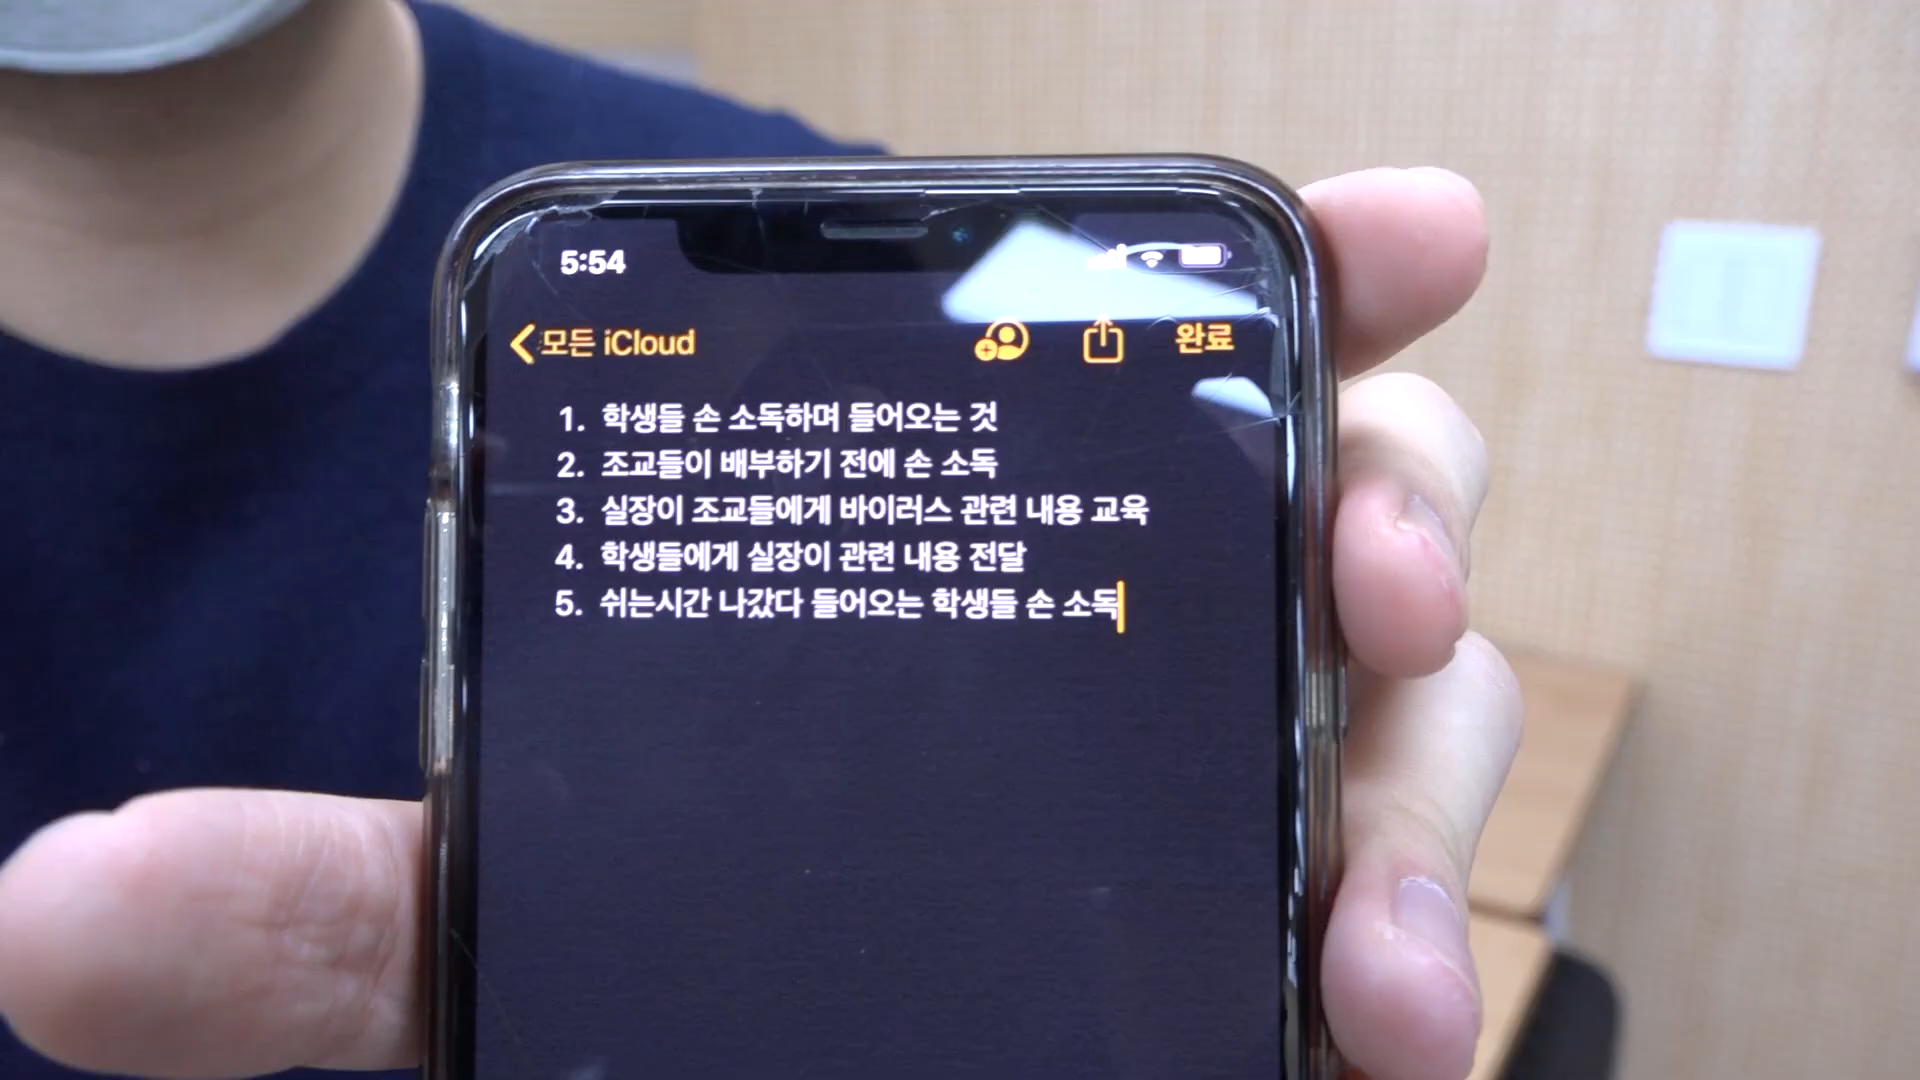 5:54
모든 iCloud 완료
1. 학생들 손 소독하며 들어오는 것
2. 조교들이 배부하기 전에 손 소독
3. 실장이 조교들에게 바이러스 관련 내용 교육
4. 학생들에게 실장이 관련 내용 전달
5. 쉬는시간 나갔다 들어오는 학생들 손 소독